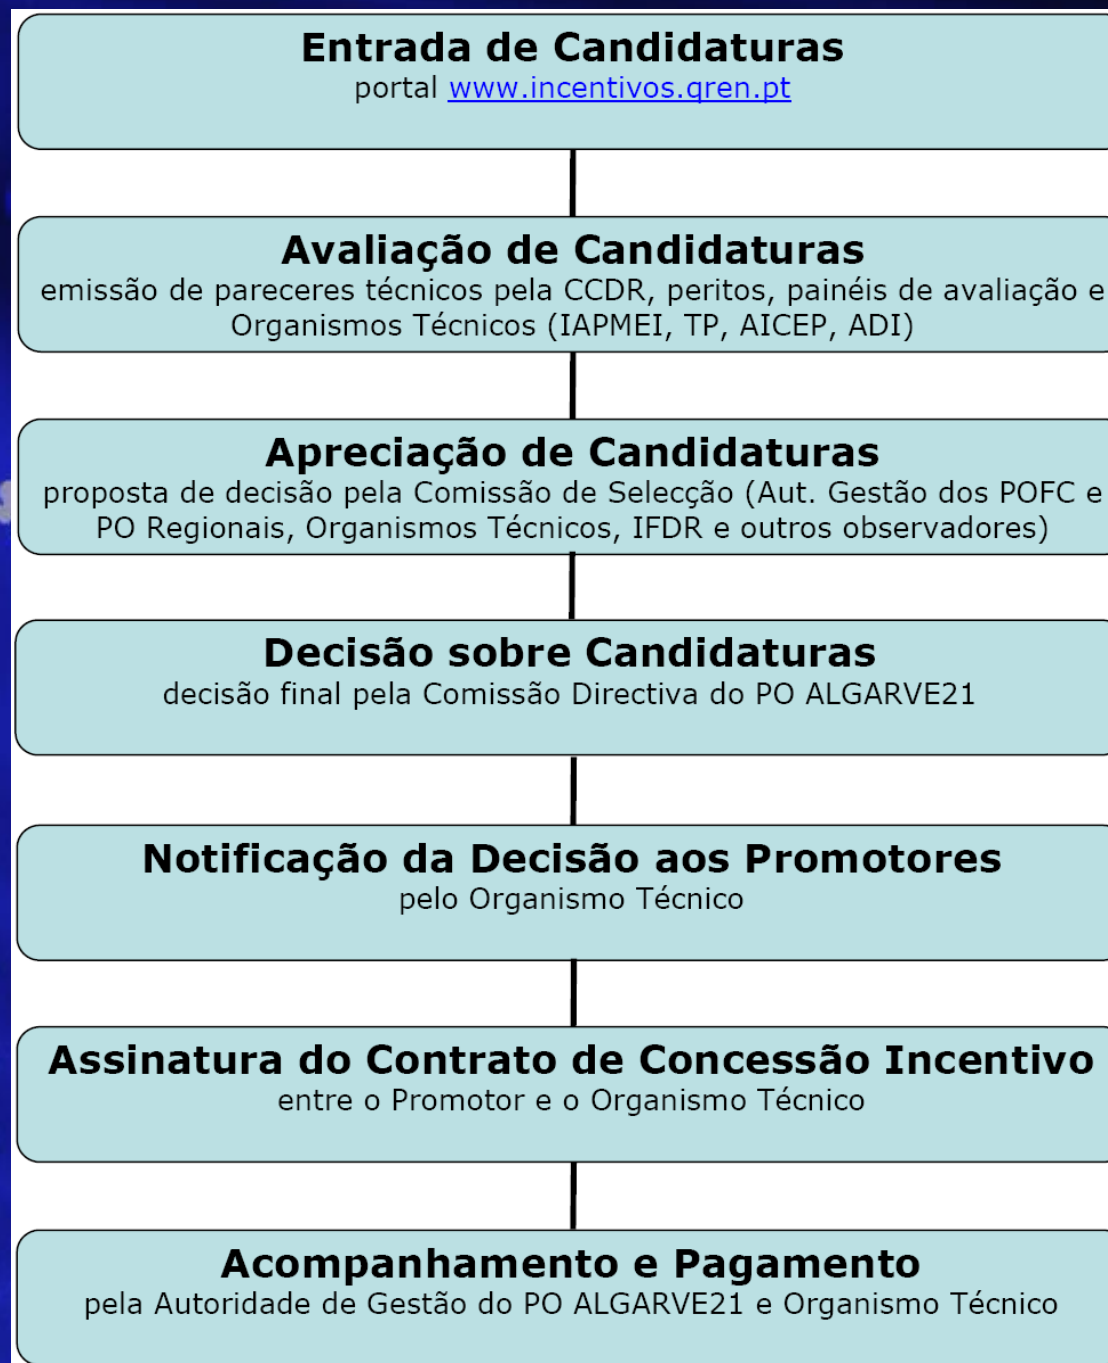 Entrada de Candidaturas
portal www.incentivos.qren.pt
Avaliação de Candidaturas
emissão de pareceres técnicos pela CCDR, peritos, painéis de avaliação e
Organismos Técnicos (IAPMEI, TP, AICEP, ADI)
Apreciação de Candidaturas
proposta de decisão pela Comissão de Selecção (Aut. Gestão dos POFC e
PO Regionais, Organismos Técnicos, IFDR e outros observadores)
Decisão sobre Candidaturas
decisão final pela Comissão Directiva do PO ALGARVE21
Notificação da Decisão aos Promotores
pelo Organismo Técnico
Assinatura do Contrato de Concessão Incentivo
entre o Promotor e o Organismo Técnico
Acompanhamento e Pagamento
pela Autoridade de Gestão do PO ALGARVE21 e Organismo Técnico